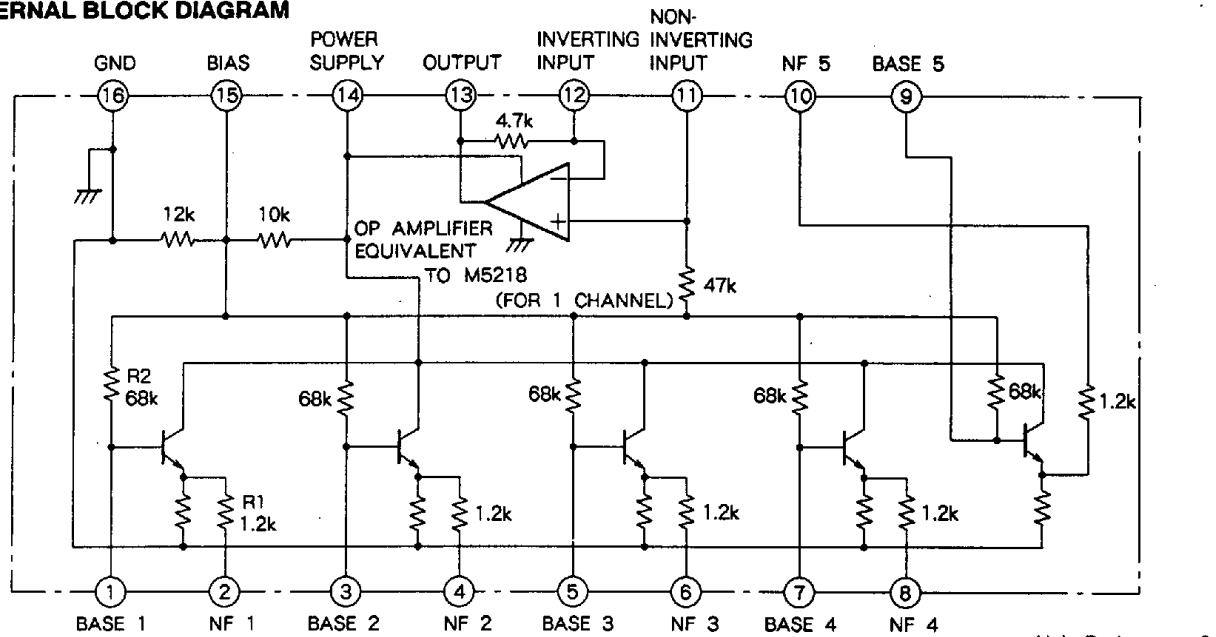 ERNAL BLOCK DIAGRAM
GND
BIAS
POWER
SUPPLY
OUTPUT
INVERTING
INPUT
NON-
INVERTING
INPUT
NF 5
BASE 5
16
15
14
13
12
11
10
9
4.7k
−
+
12k
10k
OP AMPLIFIER
EQUIVALENT
TO M5218
(FOR 1 CHANNEL)
47k
R2
68k
68k
68k
68k
68k
1.2k
R1
1.2k
1.2k
1.2k
1.2k
1
2
3
4
5
6
7
8
BASE 1
NF 1
BASE 2
NF 2
BASE 3
NF 3
BASE 4
NF 4